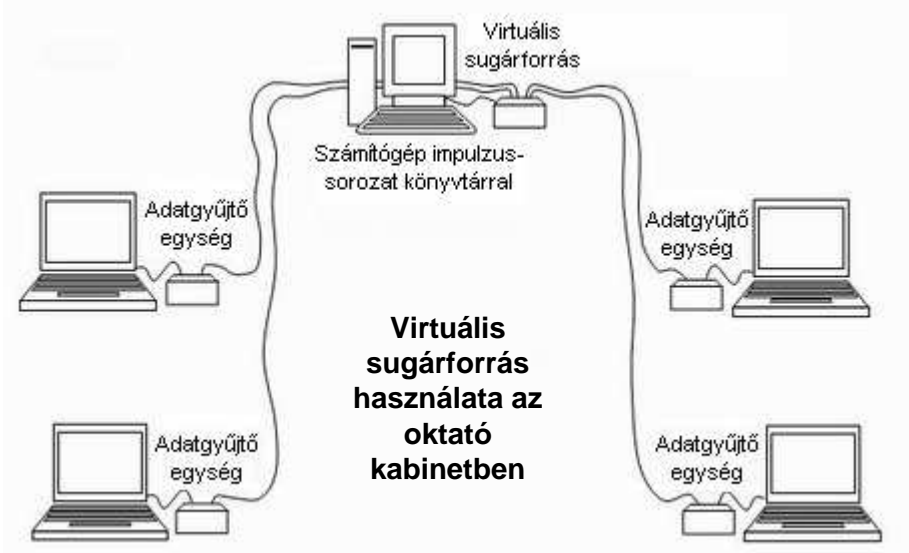 Virtuális
sugárforrás
Számítógép impulzus-
sorozat könyvtárral
Adatgyűjtő
egység
Adatgyűjtő
egység
Virtuális
sugárforrás
használata az
oktató
kabinetben
Adatgyűjtő
egység
Adatgyűjtő
egység